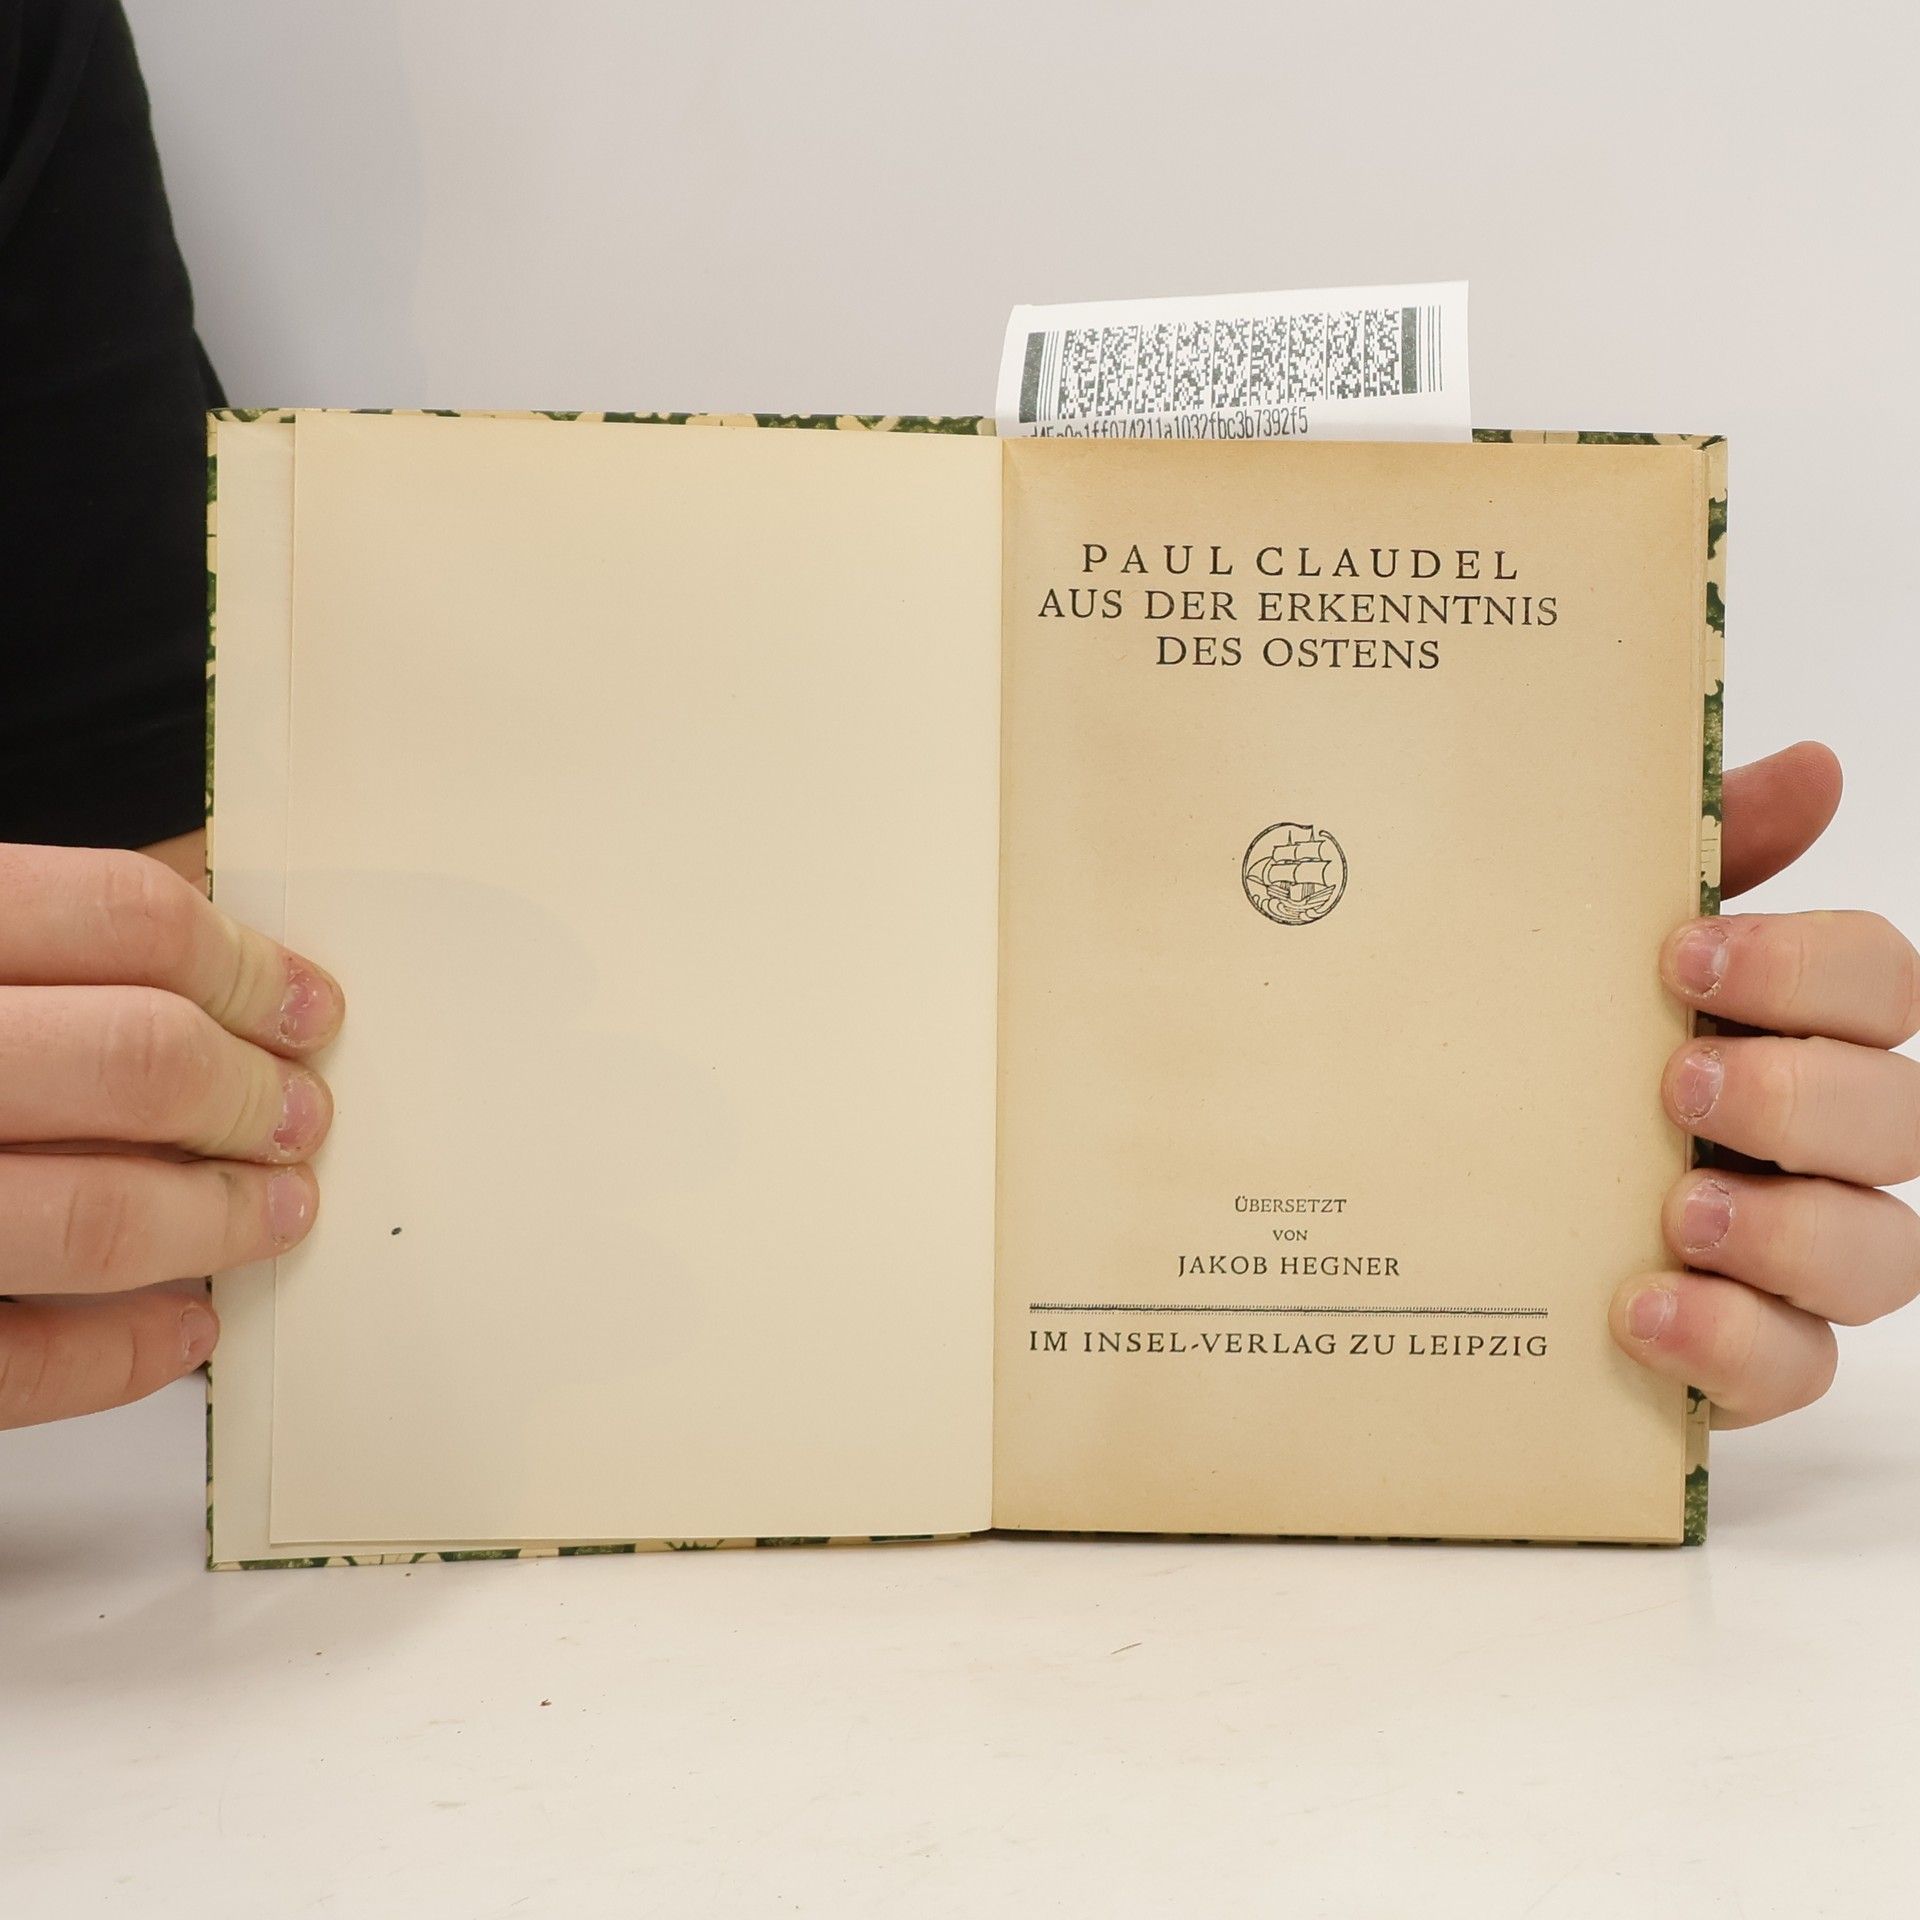 PAUL CLAUDEL
AUS DER ERKENNTNIS
DES OSTENS
ÜBERSETZT
VON
JAKOB HEGNER
IM INSEL-VERLAG ZU LEIPZIG